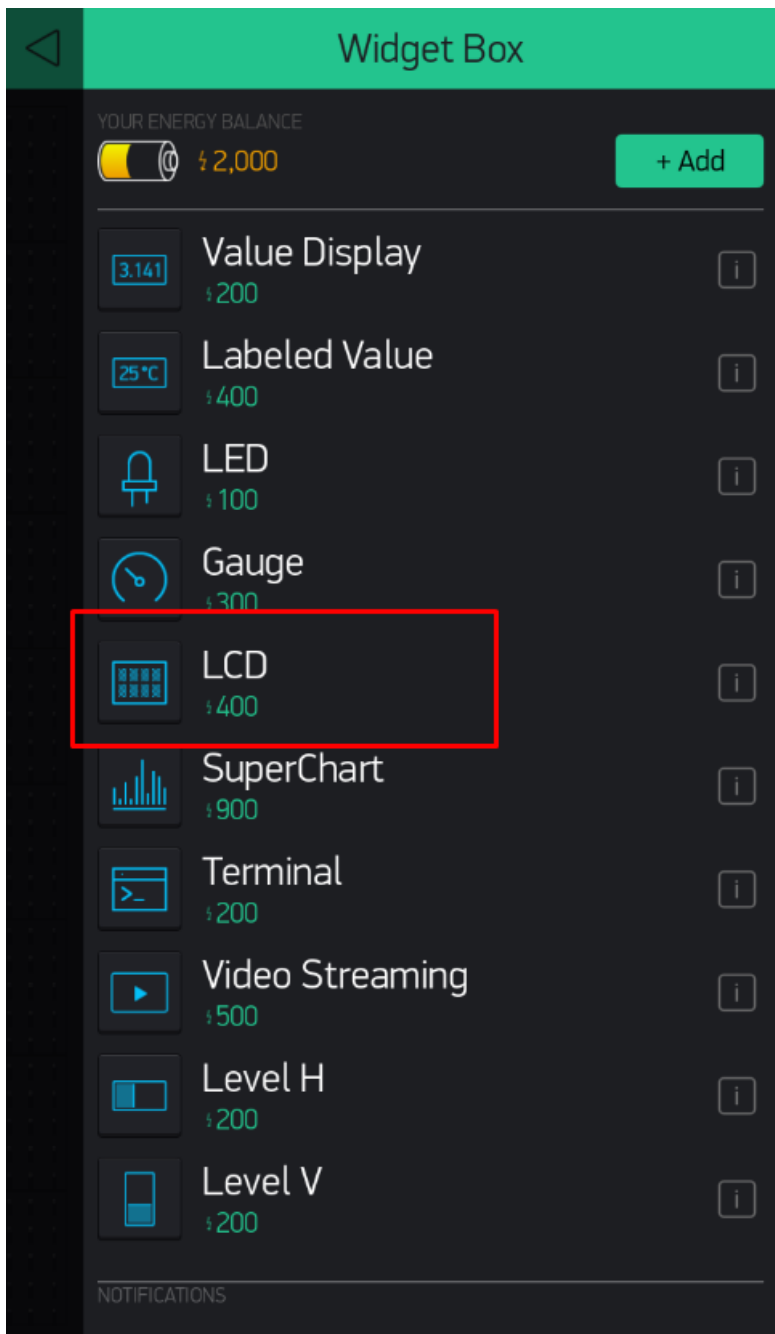 Widget Box
YOUR ENERGY BALANCE
2,000
+ Add
3.141
Value Display
200
i
25°C
Labeled Value
400
i
LED
100
i
Gauge
300
i
LCD
400
i
SuperChart
900
i
>_
Terminal
200
i
Video Streaming
500
i
Level H
200
i
Level V
200
i
NOTIFICATIONS